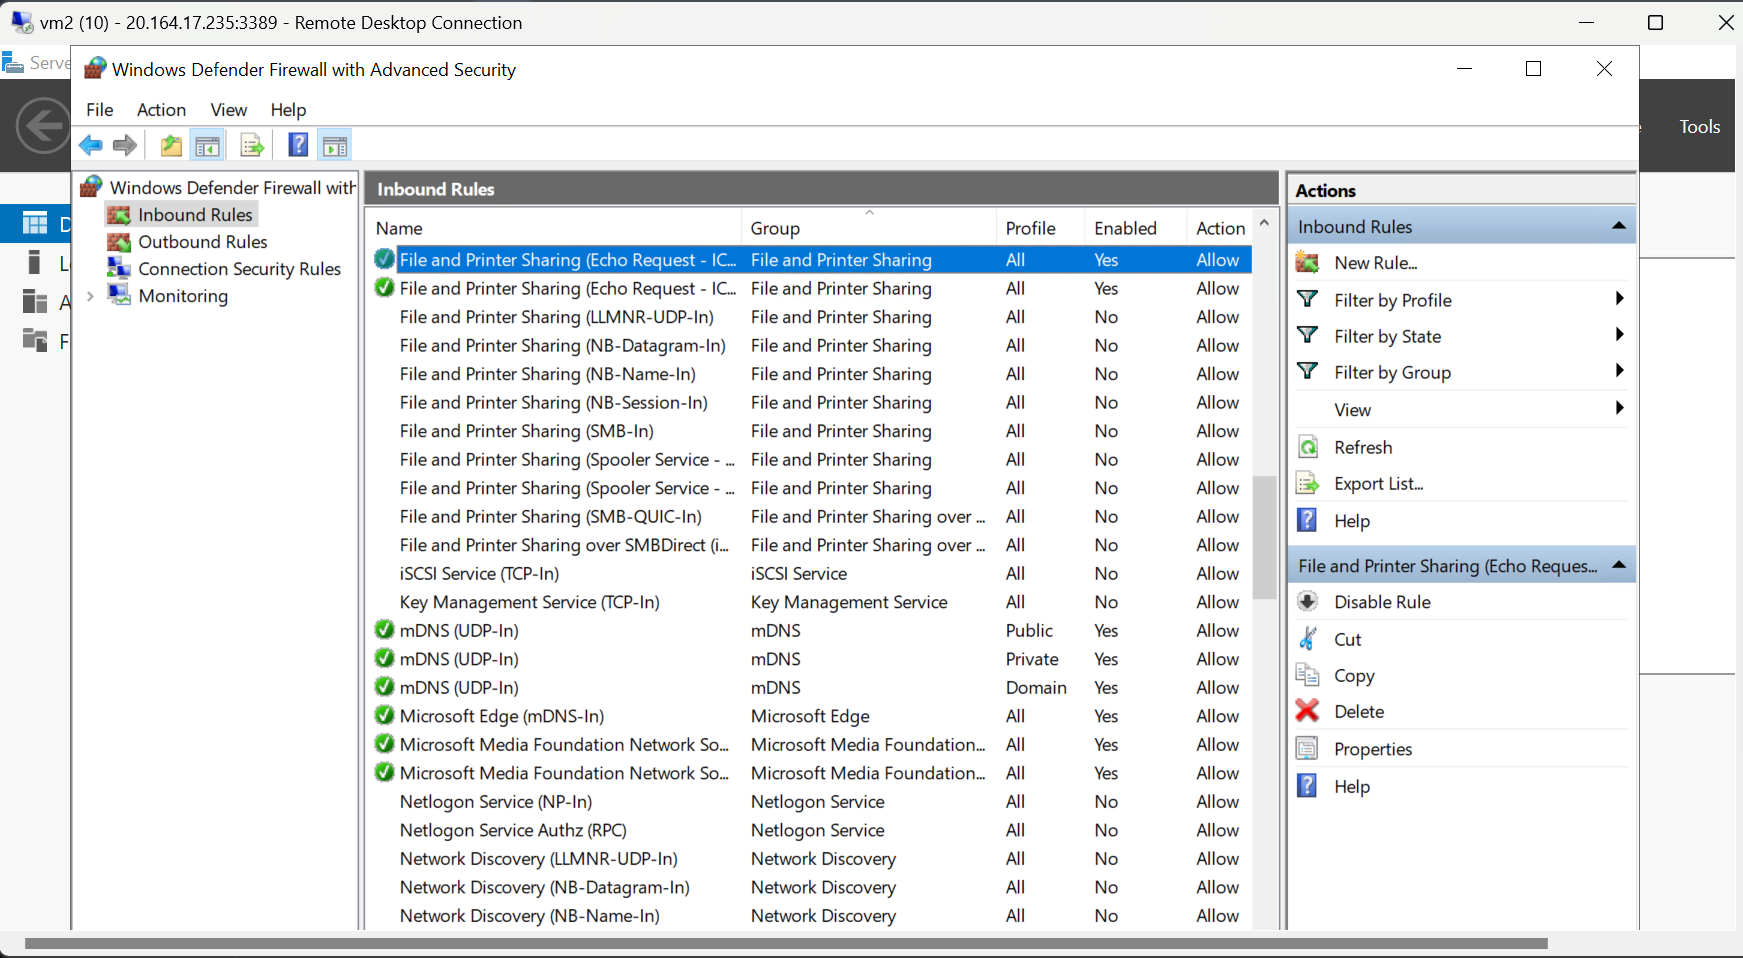 vm2 (10) - 20.164.17.235:3389 - Remote Desktop Connection
Serve
Windows Defender Firewall with Advanced Security
File Action View Help
Tools
Windows Defender Firewall with
Inbound Rules
Outbound Rules
Connection Security Rules
Monitoring
D
L
A
F
Inbound Rules
Name Group Profile Enabled Action
File and Printer Sharing (Echo Request - IC... File and Printer Sharing All Yes Allow
File and Printer Sharing (Echo Request - IC... File and Printer Sharing All Yes Allow
File and Printer Sharing (LLMNR-UDP-In) File and Printer Sharing All No Allow
File and Printer Sharing (NB-Datagram-In) File and Printer Sharing All No Allow
File and Printer Sharing (NB-Name-In) File and Printer Sharing All No Allow
File and Printer Sharing (NB-Session-In) File and Printer Sharing All No Allow
File and Printer Sharing (SMB-In) File and Printer Sharing All No Allow
File and Printer Sharing (Spooler Service - ... File and Printer Sharing All No Allow
File and Printer Sharing (Spooler Service - ... File and Printer Sharing All No Allow
File and Printer Sharing (SMB-QUIC-In) File and Printer Sharing over ... All No Allow
File and Printer Sharing over SMBDirect (i... File and Printer Sharing over ... All No Allow
iSCSI Service (TCP-In) iSCSI Service All No Allow
Key Management Service (TCP-In) Key Management Service All No Allow
mDNS (UDP-In) mDNS Public Yes Allow
mDNS (UDP-In) mDNS Private Yes Allow
mDNS (UDP-In) mDNS Domain Yes Allow
Microsoft Edge (mDNS-In) Microsoft Edge All Yes Allow
Microsoft Media Foundation Network So... Microsoft Media Foundation... All Yes Allow
Microsoft Media Foundation Network So... Microsoft Media Foundation... All Yes Allow
Netlogon Service (NP-In) Netlogon Service All No Allow
Netlogon Service Authz (RPC) Netlogon Service All No Allow
Network Discovery (LLMNR-UDP-In) Network Discovery All No Allow
Network Discovery (NB-Datagram-In) Network Discovery All No Allow
Network Discovery (NB-Name-In) Network Discovery All No Allow
Actions
Inbound Rules
New Rule...
Filter by Profile
Filter by State
Filter by Group
View
Refresh
Export List...
Help
File and Printer Sharing (Echo Reques...
Disable Rule
Cut
Copy
Delete
Properties
Help